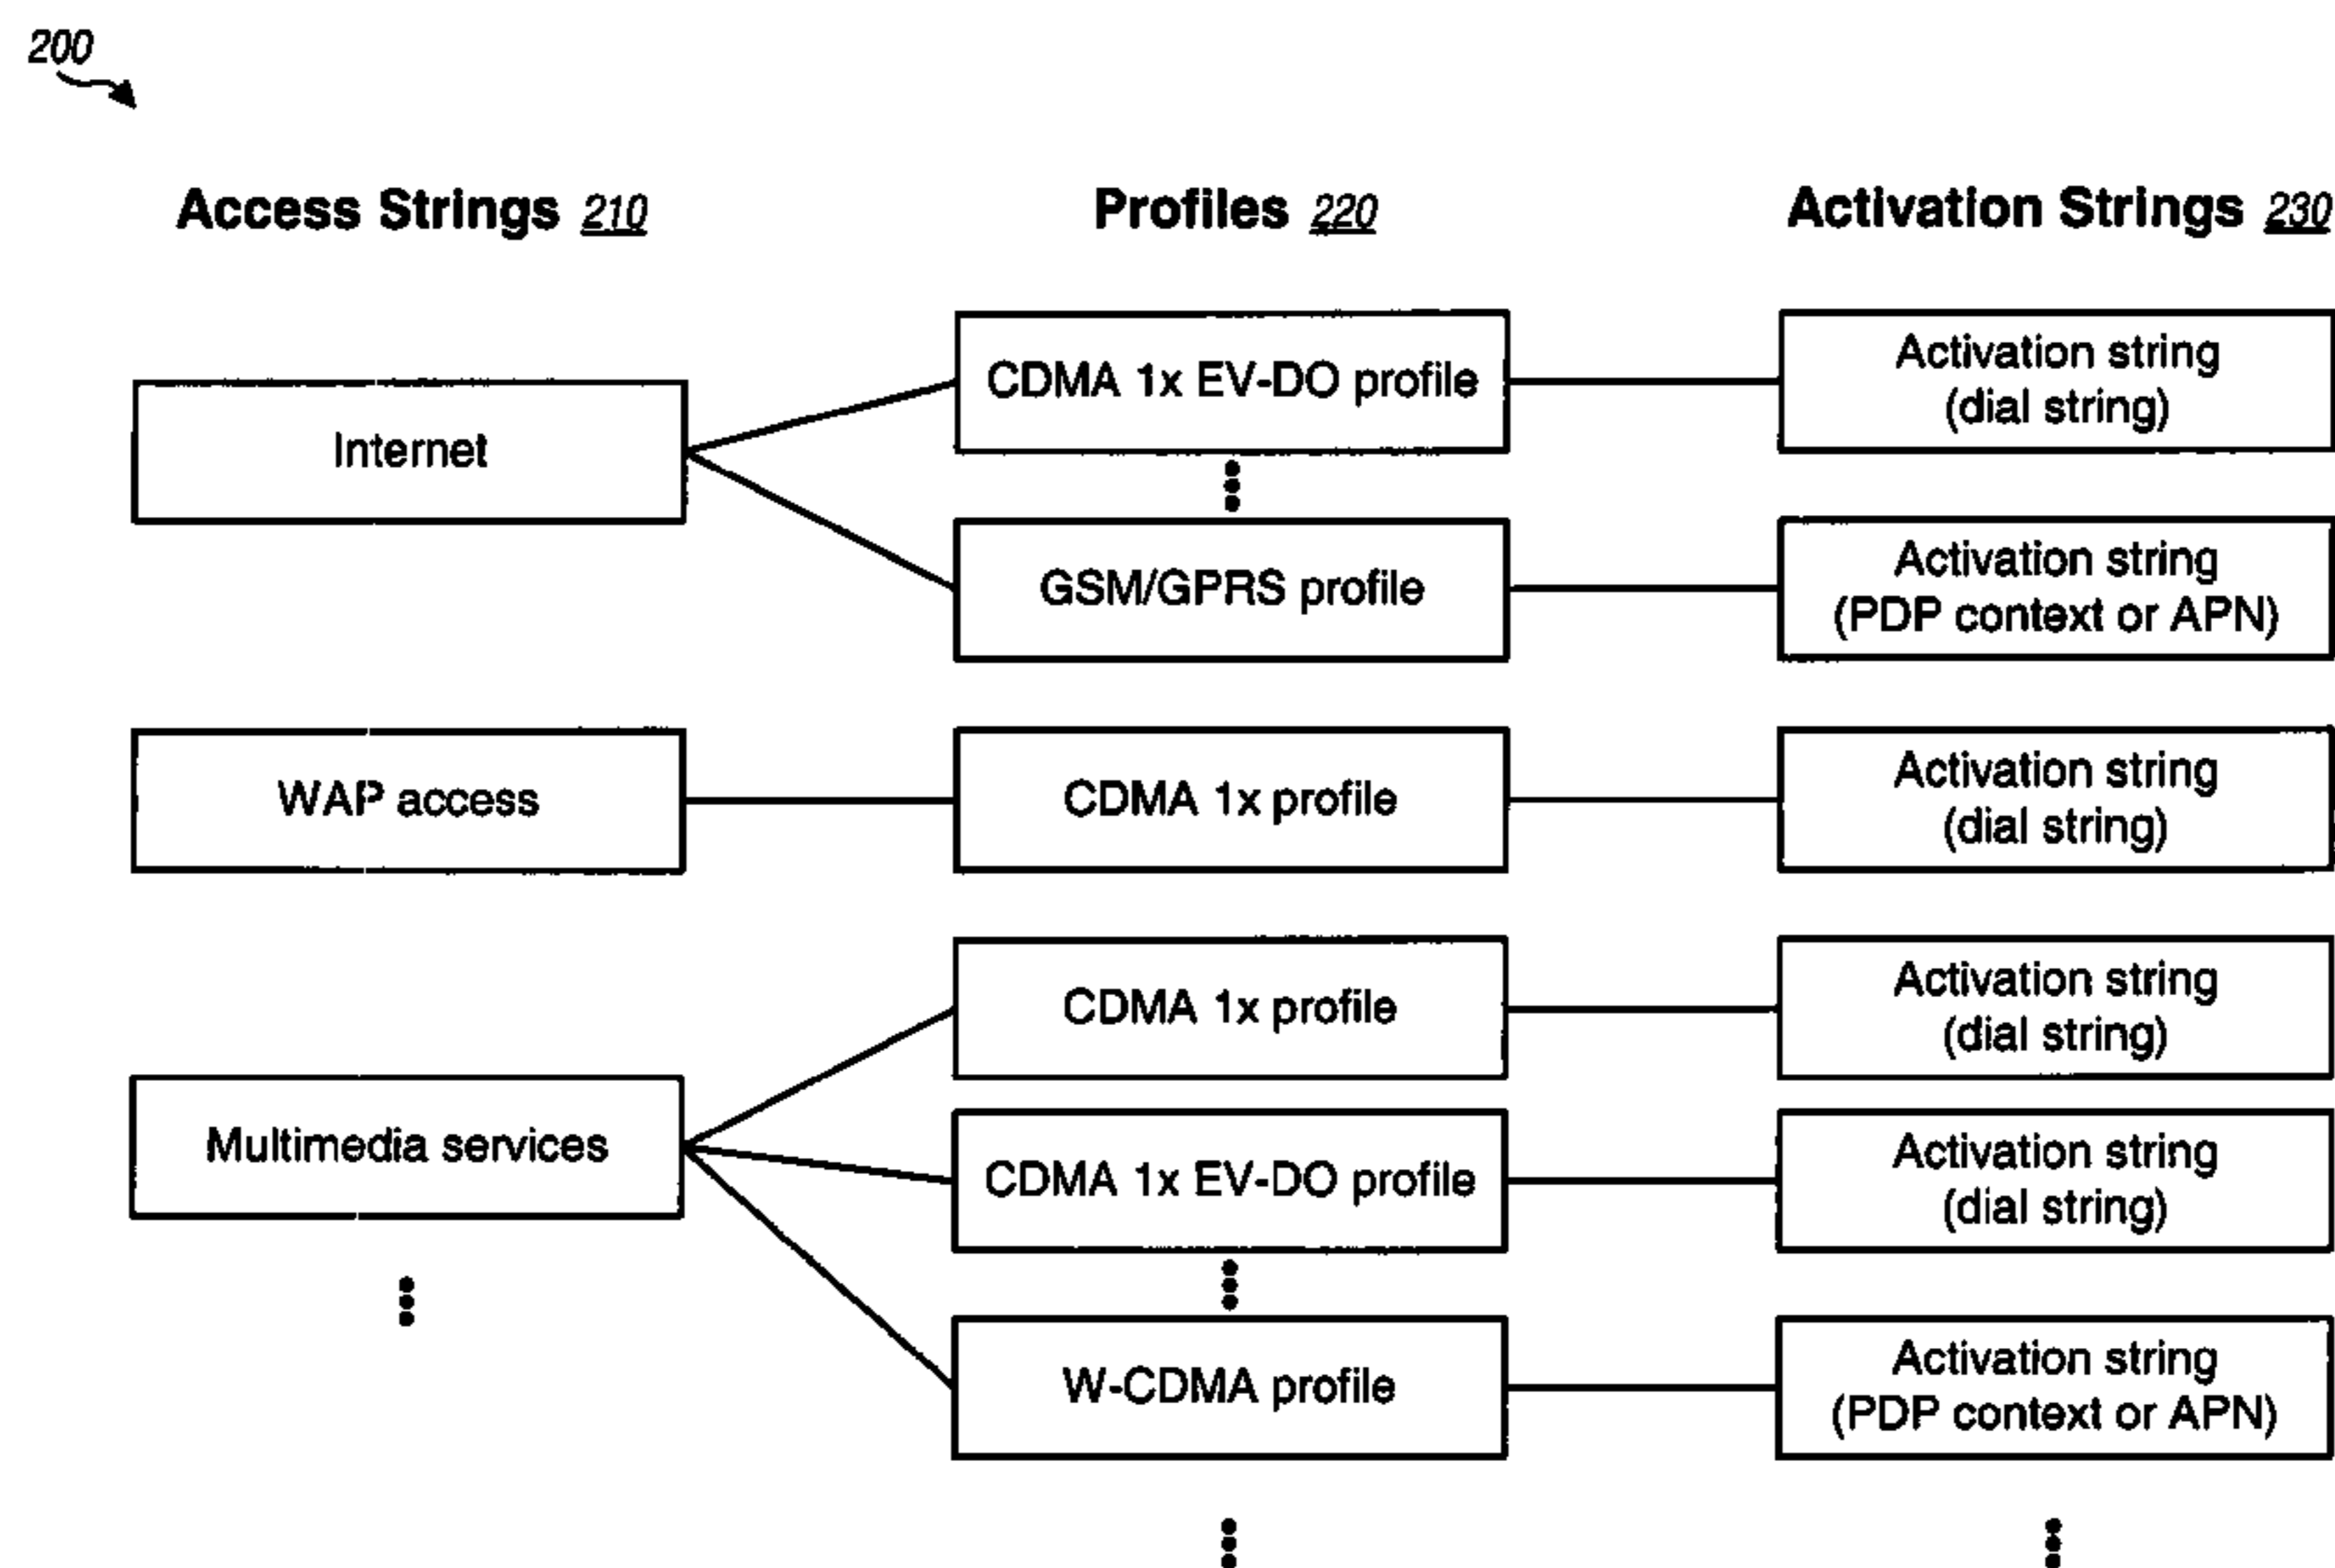 200
Access Strings 210
Profiles 220
Activation Strings 230
Internet
CDMA 1x EV-DO profile
Activation string
(dial string)
GSM/GPRS profile
Activation string
(PDP context or APN)
WAP access
CDMA 1x profile
Activation string
(dial string)
Multimedia services
CDMA 1x profile
Activation string
(dial string)
CDMA 1x EV-DO profile
Activation string
(dial string)
W-CDMA profile
Activation string
(PDP context or APN)